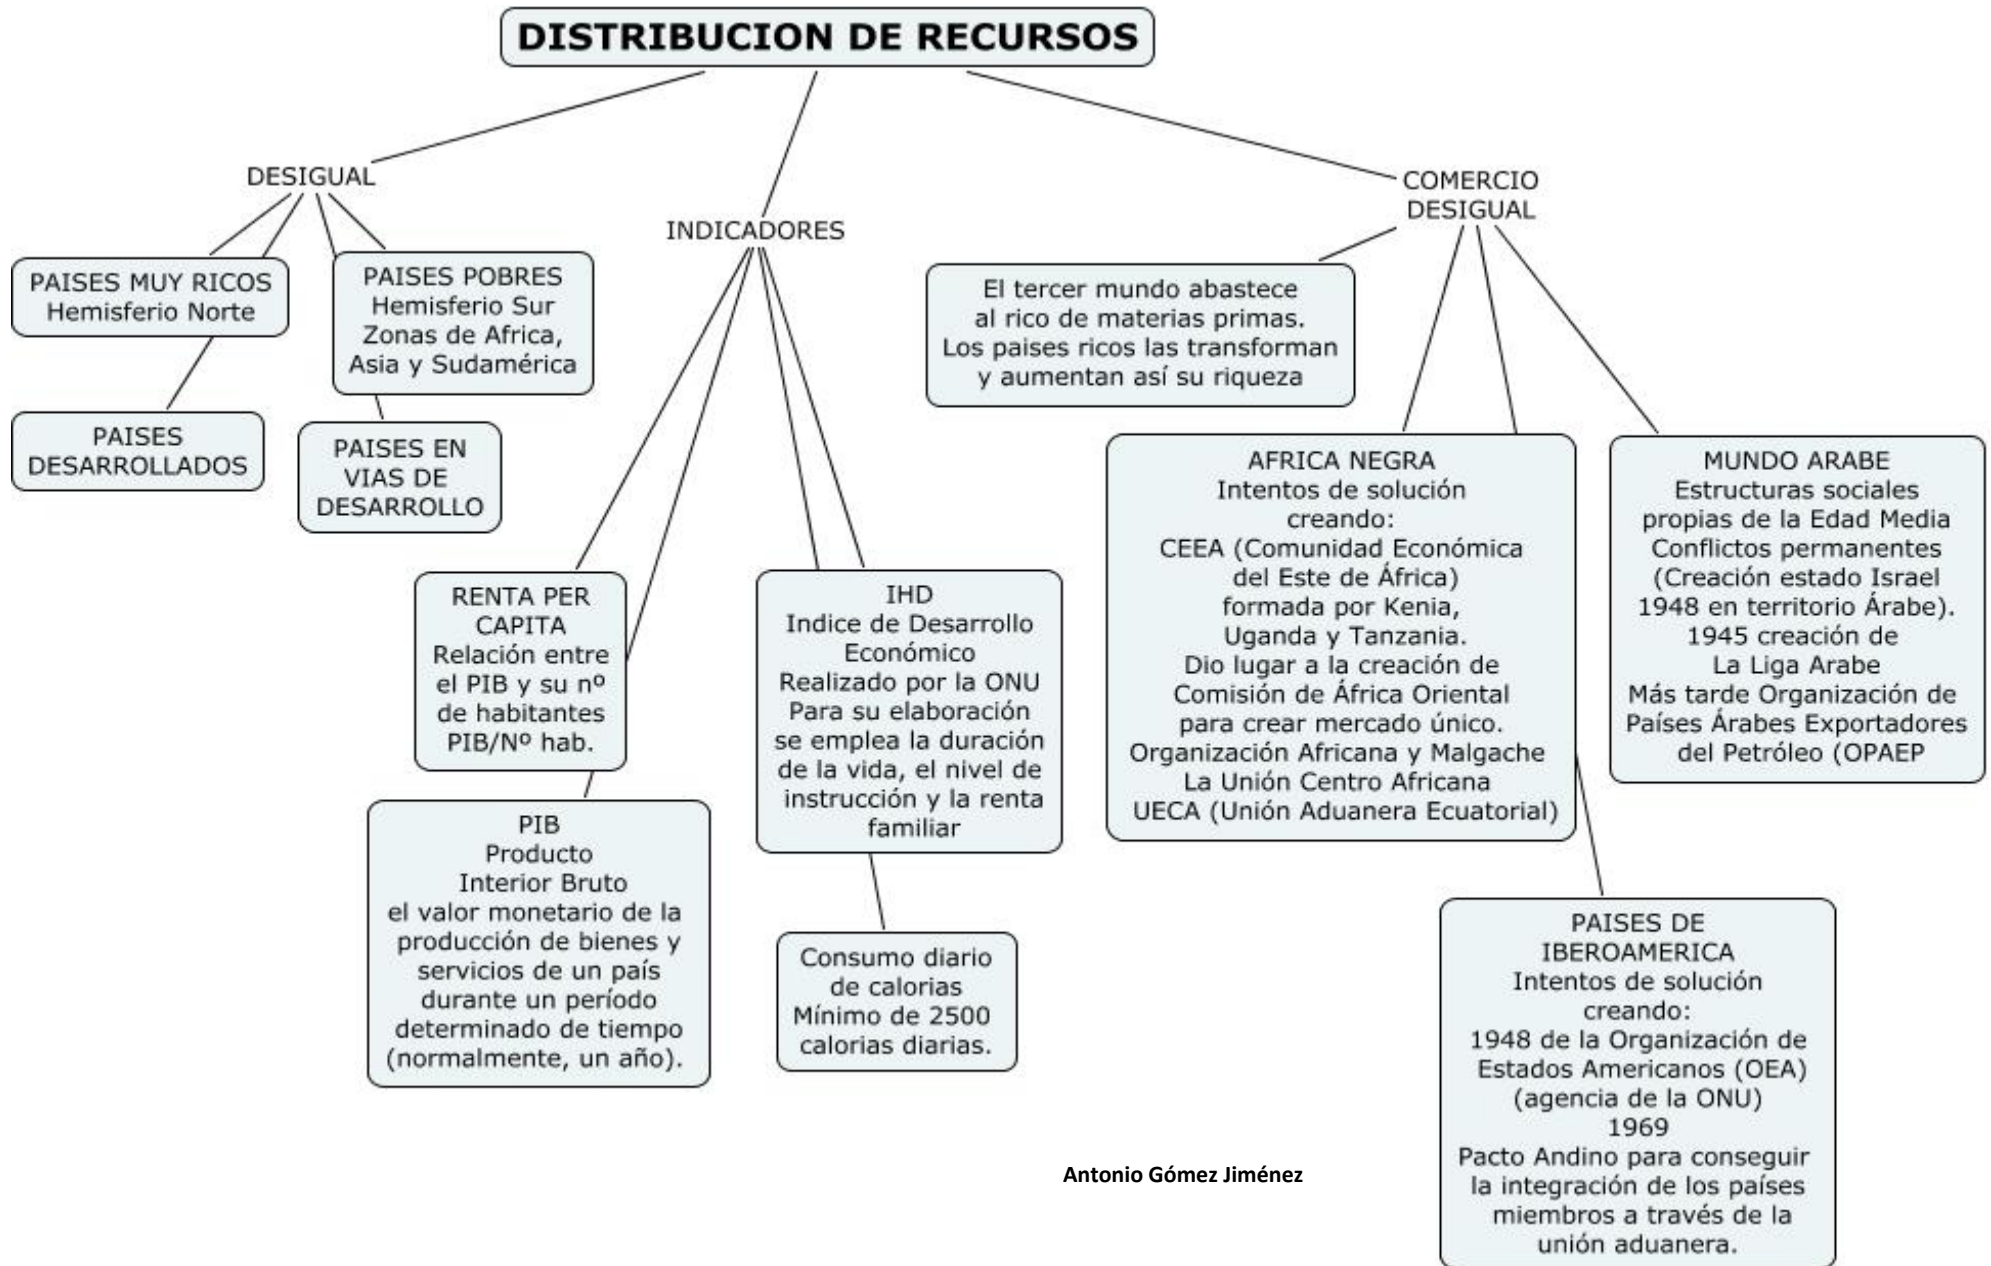 DISTRIBUCION DE RECURSOS
DESIGUAL
PAISES MUY RICOS
Hemisferio Norte
PAISES POBRES
Hemisferio Sur
Zonas de Africa,
Asia y Sudamérica
PAISES
DESARROLLADOS
PAISES EN
VIAS DE
DESARROLLO
INDICADORES
RENTA PER
CAPITA
Relación entre
el PIB y su nº
de habitantes
PIB/Nº hab.
PIB
Producto
Interior Bruto
el valor monetario de la
producción de bienes y
servicios de un país
durante un período
determinado de tiempo
(normalmente, un año).
IHD
Indice de Desarrollo
Económico
Realizado por la ONU
Para su elaboración
se emplea la duración
de la vida, el nivel de
instrucción y la renta
familiar
Consumo diario
de calorias
Mínimo de 2500
calorias diarias.
COMERCIO
DESIGUAL
El tercer mundo abastece
al rico de materias primas.
Los paises ricos las transforman
y aumentan así su riqueza
AFRICA NEGRA
Intentos de solución
creando:
CEEA (Comunidad Económica
del Este de África)
formada por Kenia,
Uganda y Tanzania.
Dio lugar a la creación de
Comisión de África Oriental
para crear mercado único.
Organización Africana y Malgache
La Unión Centro Africana
UECA (Unión Aduanera Ecuatorial)
MUNDO ARABE
Estructuras sociales
propias de la Edad Media
Conflictos permanentes
(Creación estado Israel
1948 en territorio Árabe).
1945 creación de
La Liga Arabe
Más tarde Organización de
Países Árabes Exportadores
del Petróleo (OPAEP
PAISES DE
IBEROAMERICA
Intentos de solución
creando:
1948 de la Organización de
Estados Americanos (OEA)
(agencia de la ONU)
1969
Pacto Andino para conseguir
la integración de los países
miembros a través de la
unión aduanera.
Antonio Gómez Jiménez